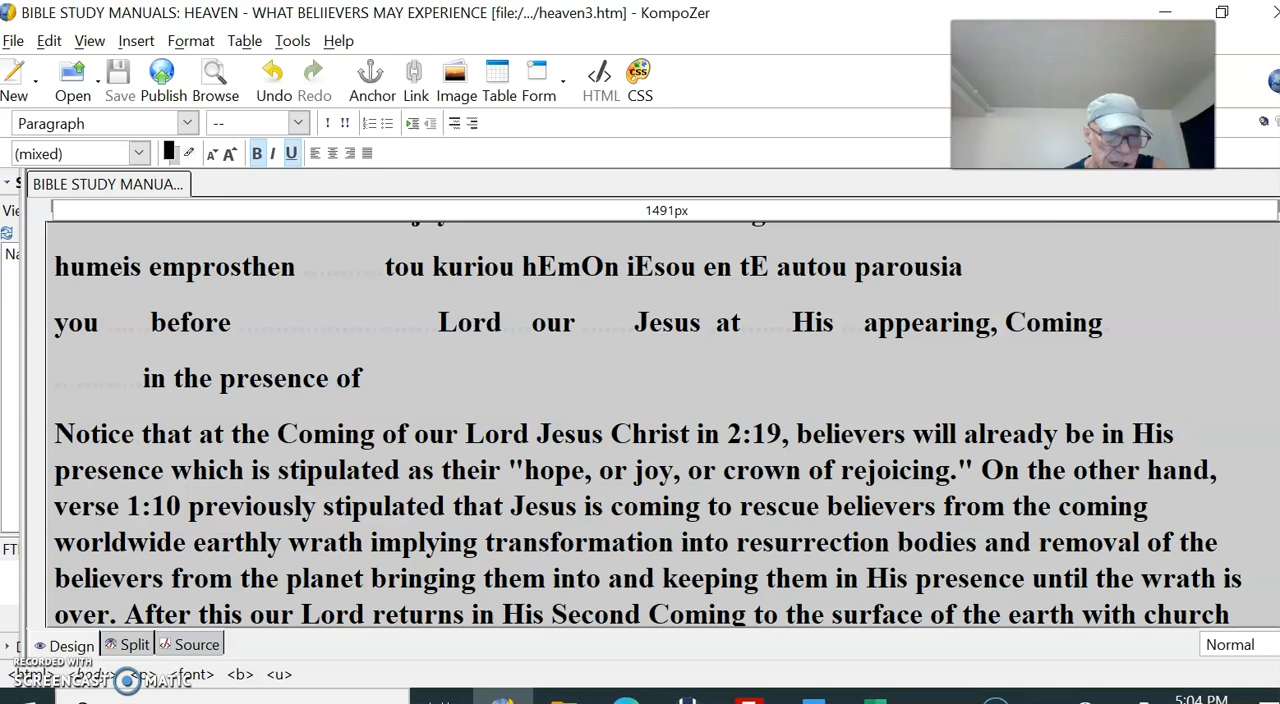 BIBLE STUDY MANUALS: HEAVEN - WHAT BELIIEVERS MAY EXPERIENCE [file:/.../heaven3.htm] - KompoZer
File Edit View Insert Format Table Tools Help
New Open Save Publish Browse Undo Redo Anchor Link Image Table Form HTML CSS
Paragraph -- ! !!
(mixed) A A B I U
BIBLE STUDY MANUA...
1491px
humeis emprosthen tou kuriou hEmOn iEsou en tE autou parousia
you before Lord our Jesus at His appearing, Coming
in the presence of
Notice that at the Coming of our Lord Jesus Christ in 2:19, believers will already be in His
presence which is stipulated as their "hope, or joy, or crown of rejoicing." On the other hand,
verse 1:10 previously stipulated that Jesus is coming to rescue believers from the coming
worldwide earthly wrath implying transformation into resurrection bodies and removal of the
believers from the planet bringing them into and keeping them in His presence until the wrath is
over. After this our Lord returns in His Second Coming to the surface of the earth with church
Design Split Source Normal
RECORDED WITH
SCREENCAST MATIC
<html> <body> <p> <font> <b> <u>
5:04 PM